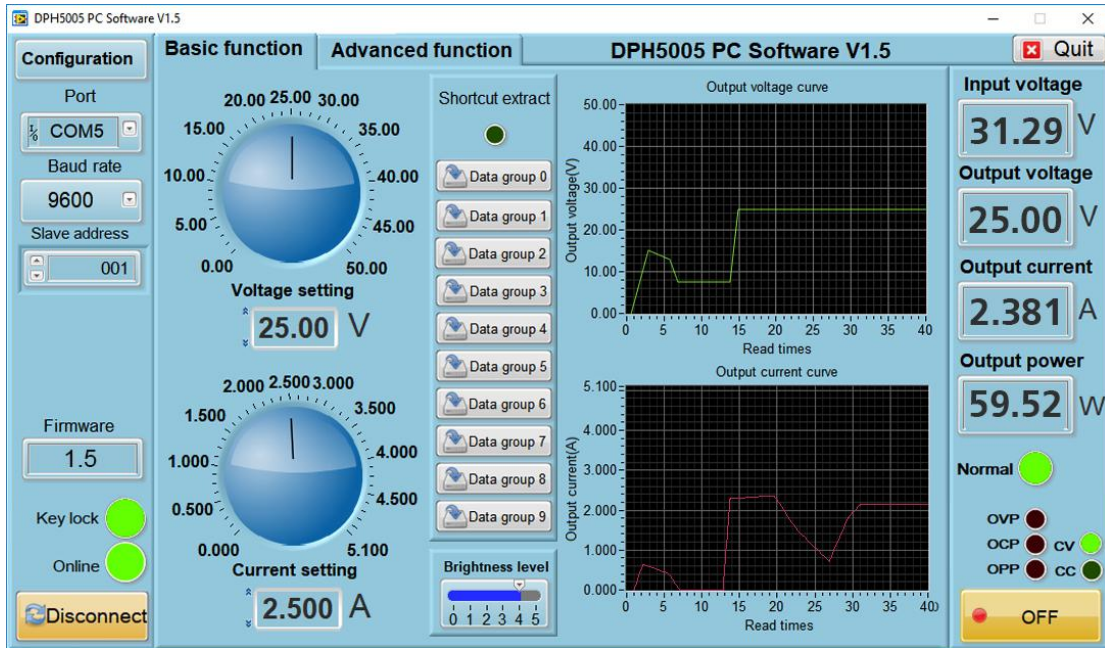 DPH5005 PC Software V1.5
Configuration
Basic function
Advanced function
DPH5005 PC Software V1.5
Quit
Port
COM5
Baud rate
9600
Slave address
001
Firmware
1.5
Key lock
Online
Disconnect
0.00
5.00
10.00
15.00
20.00
25.00
30.00
35.00
40.00
45.00
50.00
Voltage setting
25.00 V
0.000
0.500
1.000
1.500
2.000
2.500
3.000
3.500
4.000
4.500
5.100
Current setting
2.500 A
Shortcut extract
Data group 0
Data group 1
Data group 2
Data group 3
Data group 4
Data group 5
Data group 6
Data group 7
Data group 8
Data group 9
Brightness level
0 1 2 3 4 5
Output voltage curve
Output voltage(V)
50.00
40.00
30.00
20.00
10.00
0.00
0 5 10 15 20 25 30 35 40
Read times
Output current curve
Output current(A)
5.100
4.000
3.000
2.000
1.000
0.000
0 5 10 15 20 25 30 35 40
Read times
Input voltage
31.29 V
Output voltage
25.00 V
Output current
2.381 A
Output power
59.52 W
Normal
OVP
OCP CV
OPP CC
OFF